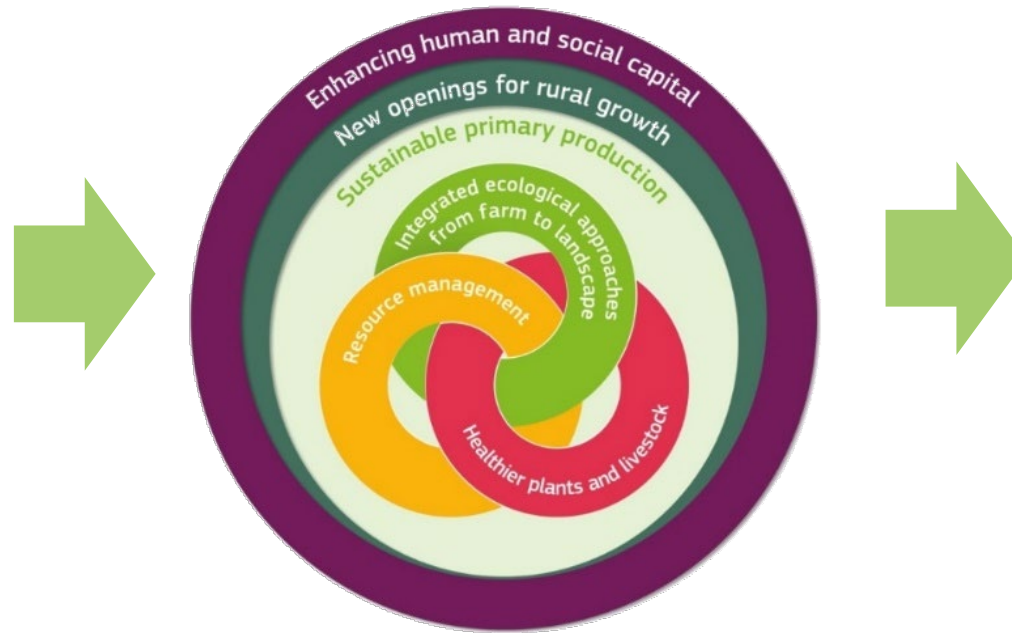 Enhancing human and social capital
New openings for rural growth
Sustainable primary production
Integrated ecological approaches
from farm to landscape
Resource management
Healthier plants and livestock